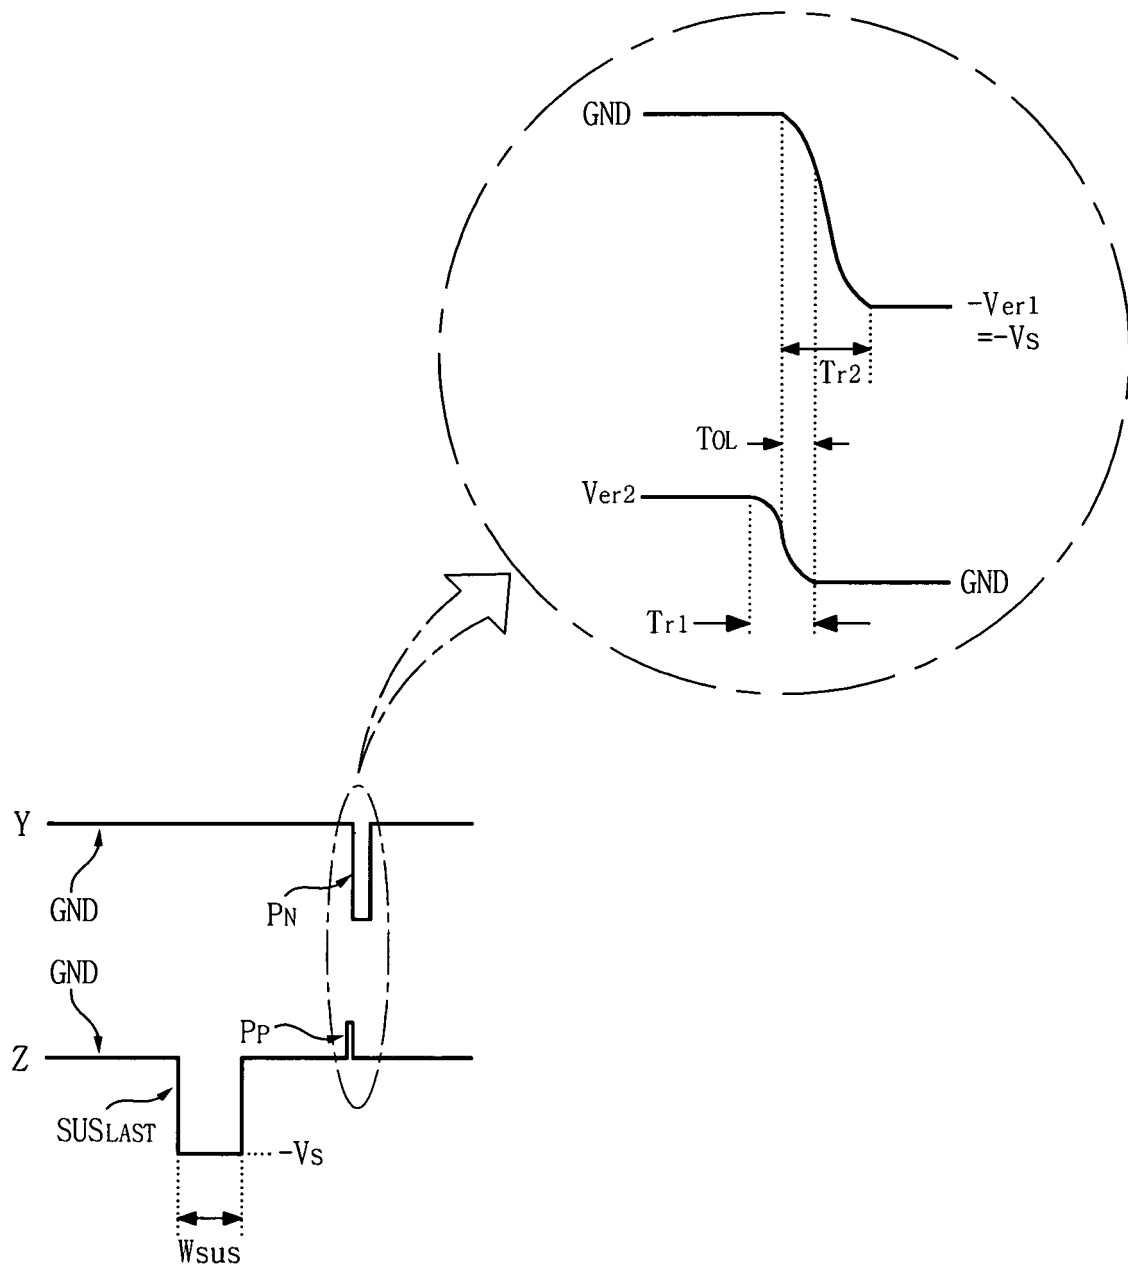 GND
-Ver1
=-Vs
Tr2
TOL
Ver2
GND
Tr1
Y
GND
PN
GND
PP
Z
SUSLAST
-Vs
Wsus